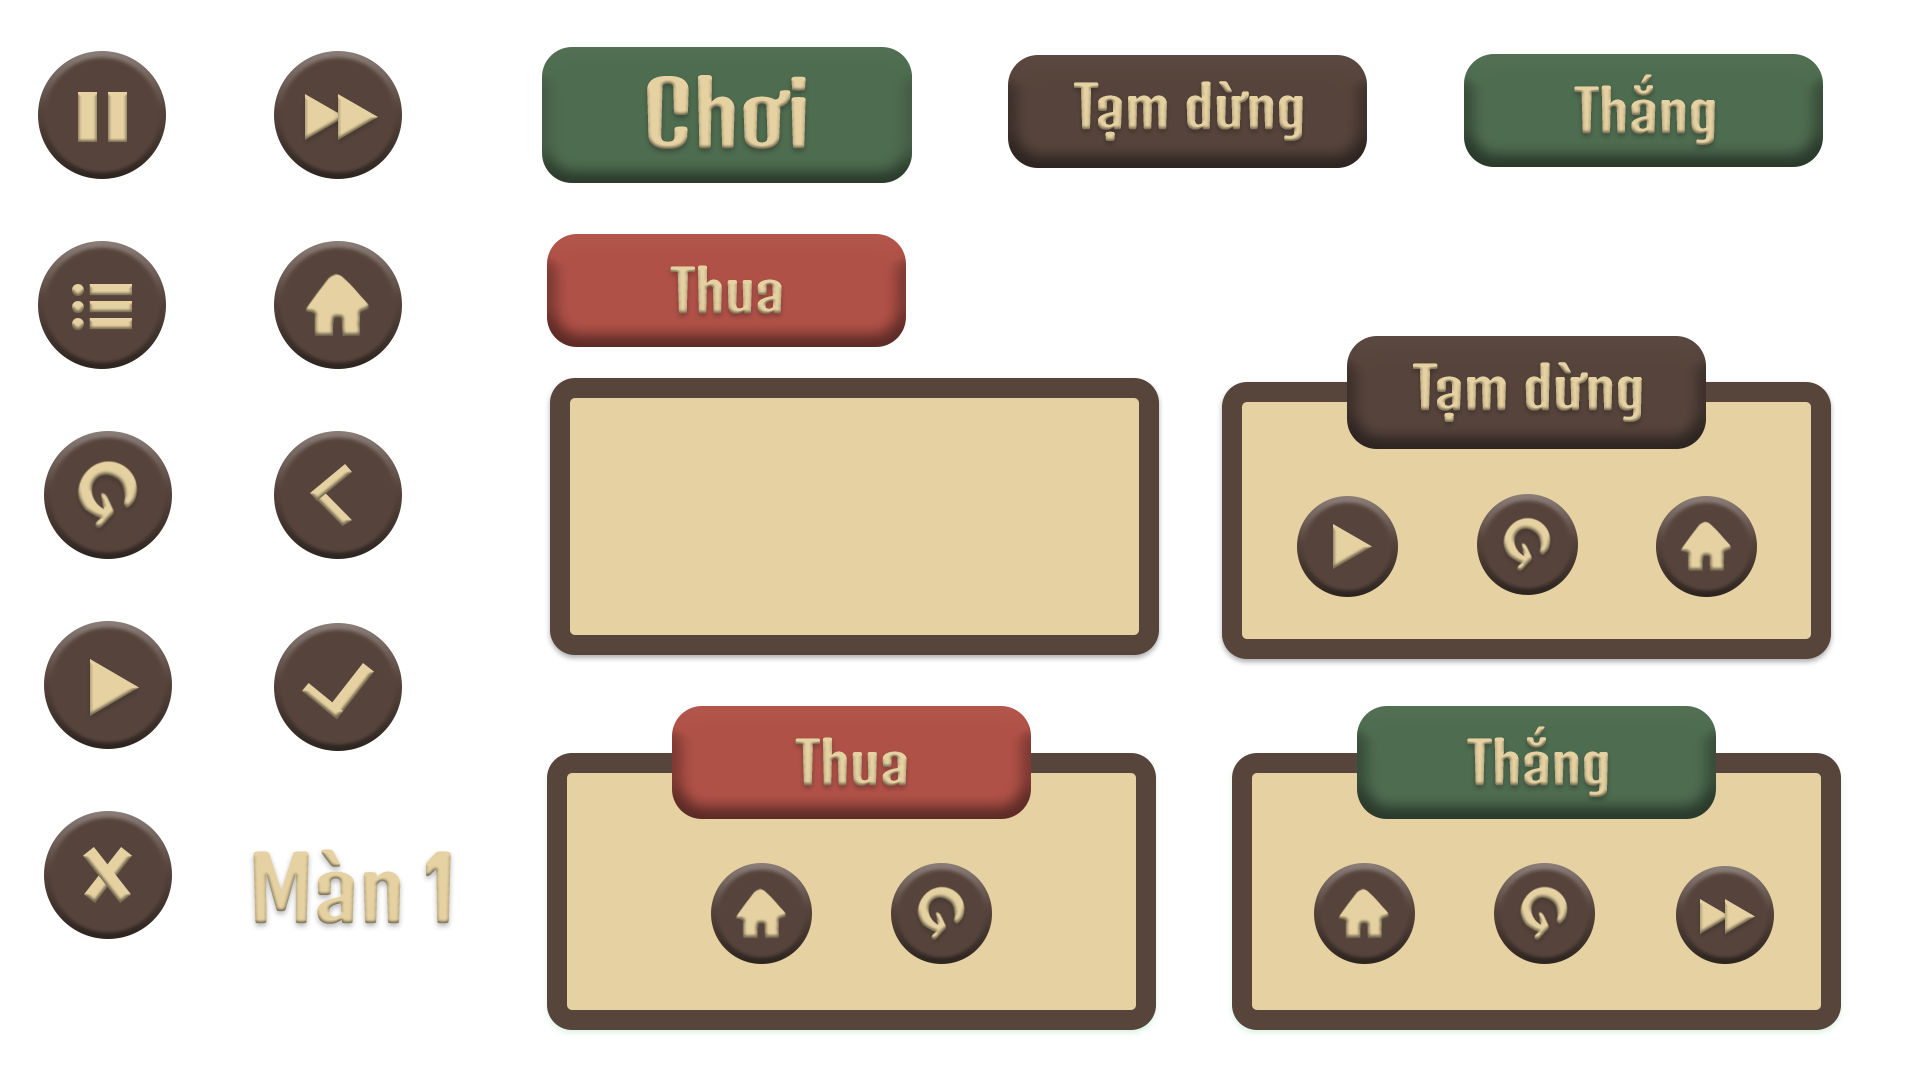 Chơi
Tạm dừng
Thắng
Thua
Tạm dừng
Thua
Thắng
Màn 1